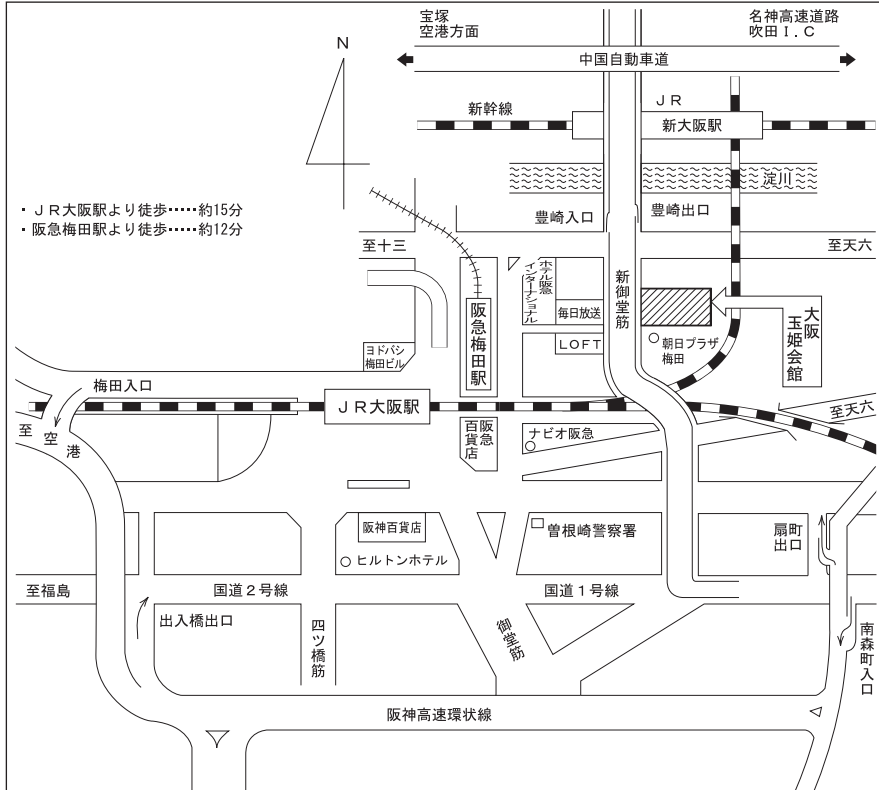 宝塚
空港方面
名神高速道路
吹田Ｉ．Ｃ
N
中国自動車道
ＪＲ
新幹線
新大阪駅
淀川
・ＪＲ大阪駅より徒歩‥‥‥約15分
・阪急梅田駅より徒歩‥‥‥約12分
豊崎入口
豊崎出口
至十三
至天六
ホテル阪急
インターナショナル
新御堂筋
毎日放送
阪急梅田駅
大阪
玉姫会館
LOFT
朝日プラザ
梅田
ヨドバシ
梅田ビル
梅田入口
ＪＲ大阪駅
至天六
至空港
阪急
百貨店
ナビオ阪急
阪神百貨店
曽根崎警察署
扇町
出口
ヒルトンホテル
至福島
国道２号線
国道１号線
出入橋出口
四ツ橋筋
御堂筋
南森町入口
阪神高速環状線